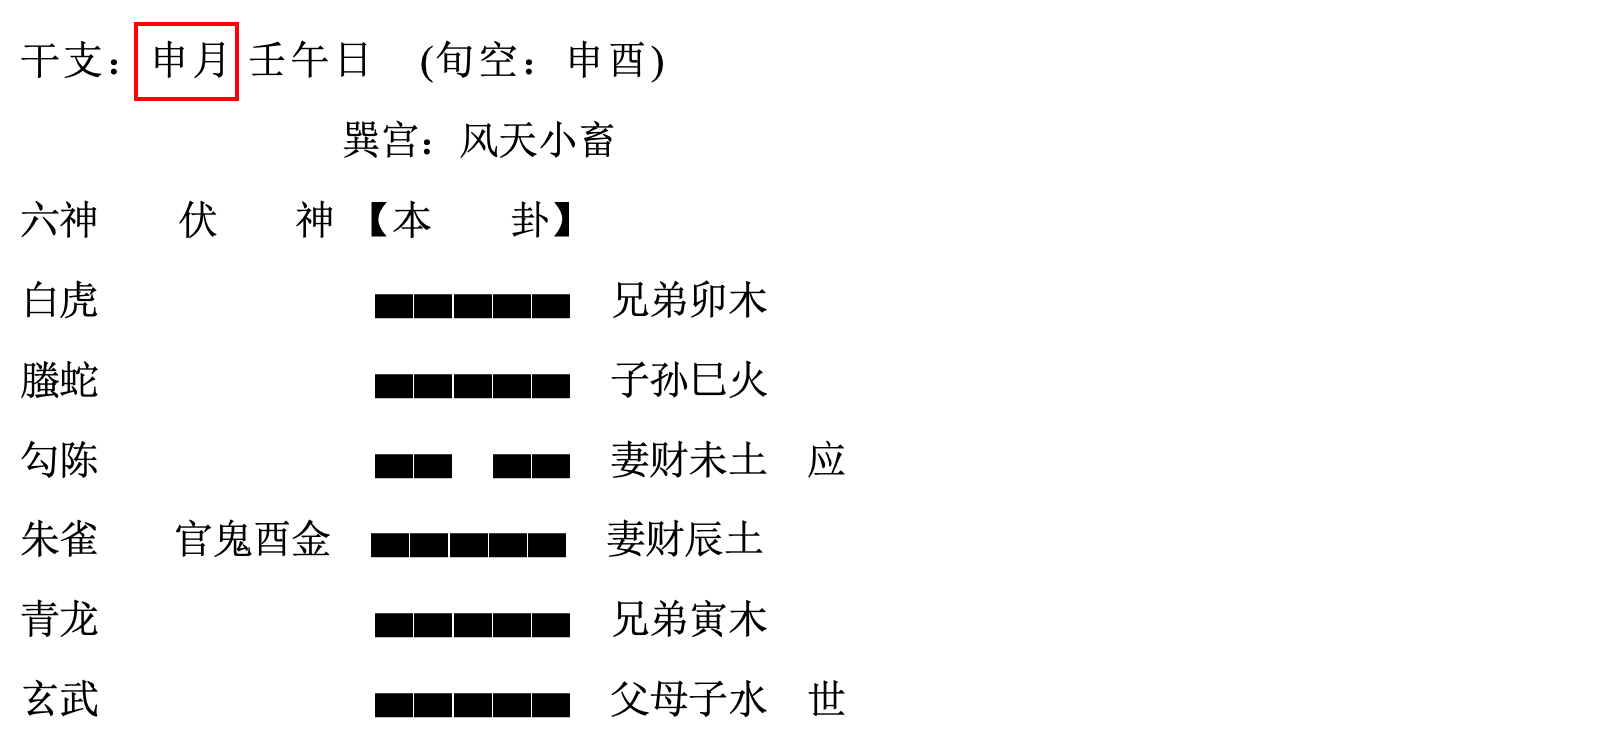 干支：申月 壬午日 (旬空：申酉)
巽宫：风天小畜
六神 伏 神 【本 卦】
白虎 兄弟卯木
螣蛇 子孙巳火
勾陈 妻财未土 应
朱雀 官鬼酉金 妻财辰土
青龙 兄弟寅木
玄武 父母子水 世